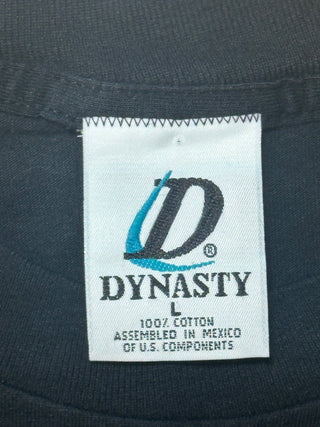 D®
DYNASTY
L
100% COTTON
ASSEMBLED IN MEXICO
OF U.S. COMPONENTS